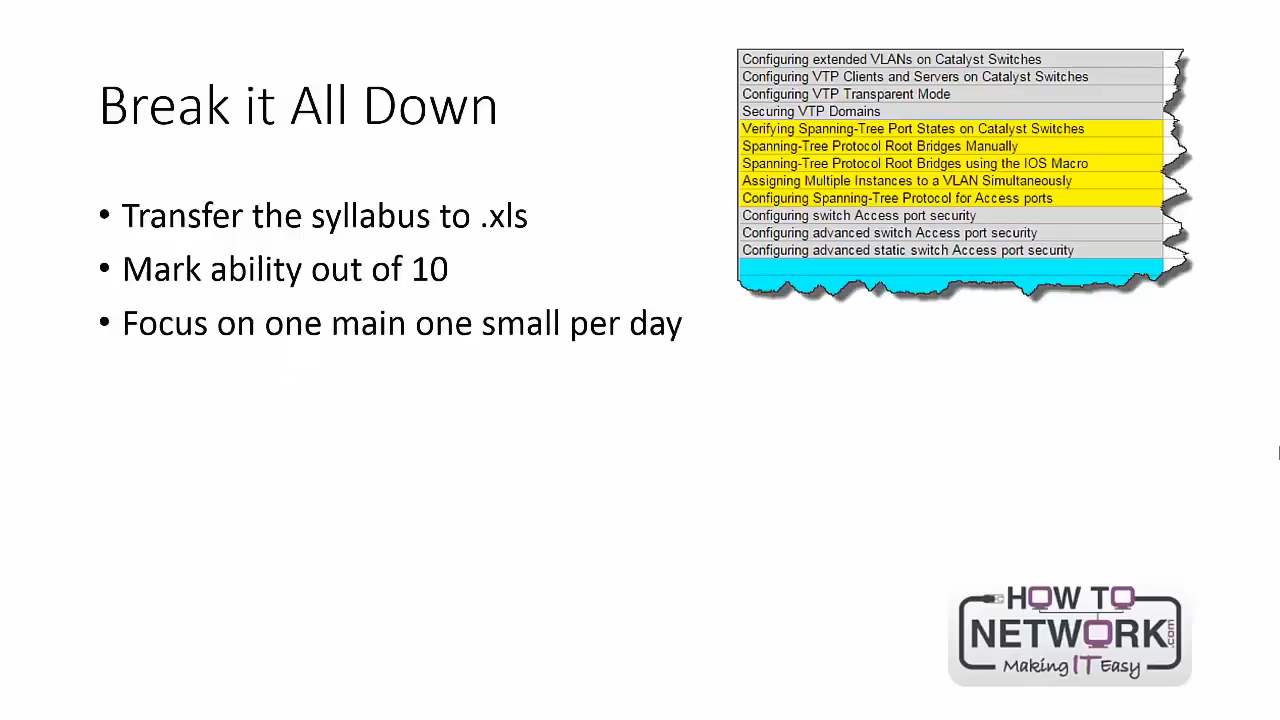 Break it All Down
• Transfer the syllabus to .xls
• Mark ability out of 10
• Focus on one main one small per day
Configuring extended VLANs on Catalyst Switches
Configuring VTP Clients and Servers on Catalyst Switches
Configuring VTP Transparent Mode
Securing VTP Domains
Verifying Spanning-Tree Port States on Catalyst Switches
Spanning-Tree Protocol Root Bridges Manually
Spanning-Tree Protocol Root Bridges using the IOS Macro
Assigning Multiple Instances to a VLAN Simultaneously
Configuring Spanning-Tree Protocol for Access ports
Configuring switch Access port security
Configuring advanced switch Access port security
Configuring advanced static switch Access port security
HOW TO
NETWORK.com
Making IT Easy